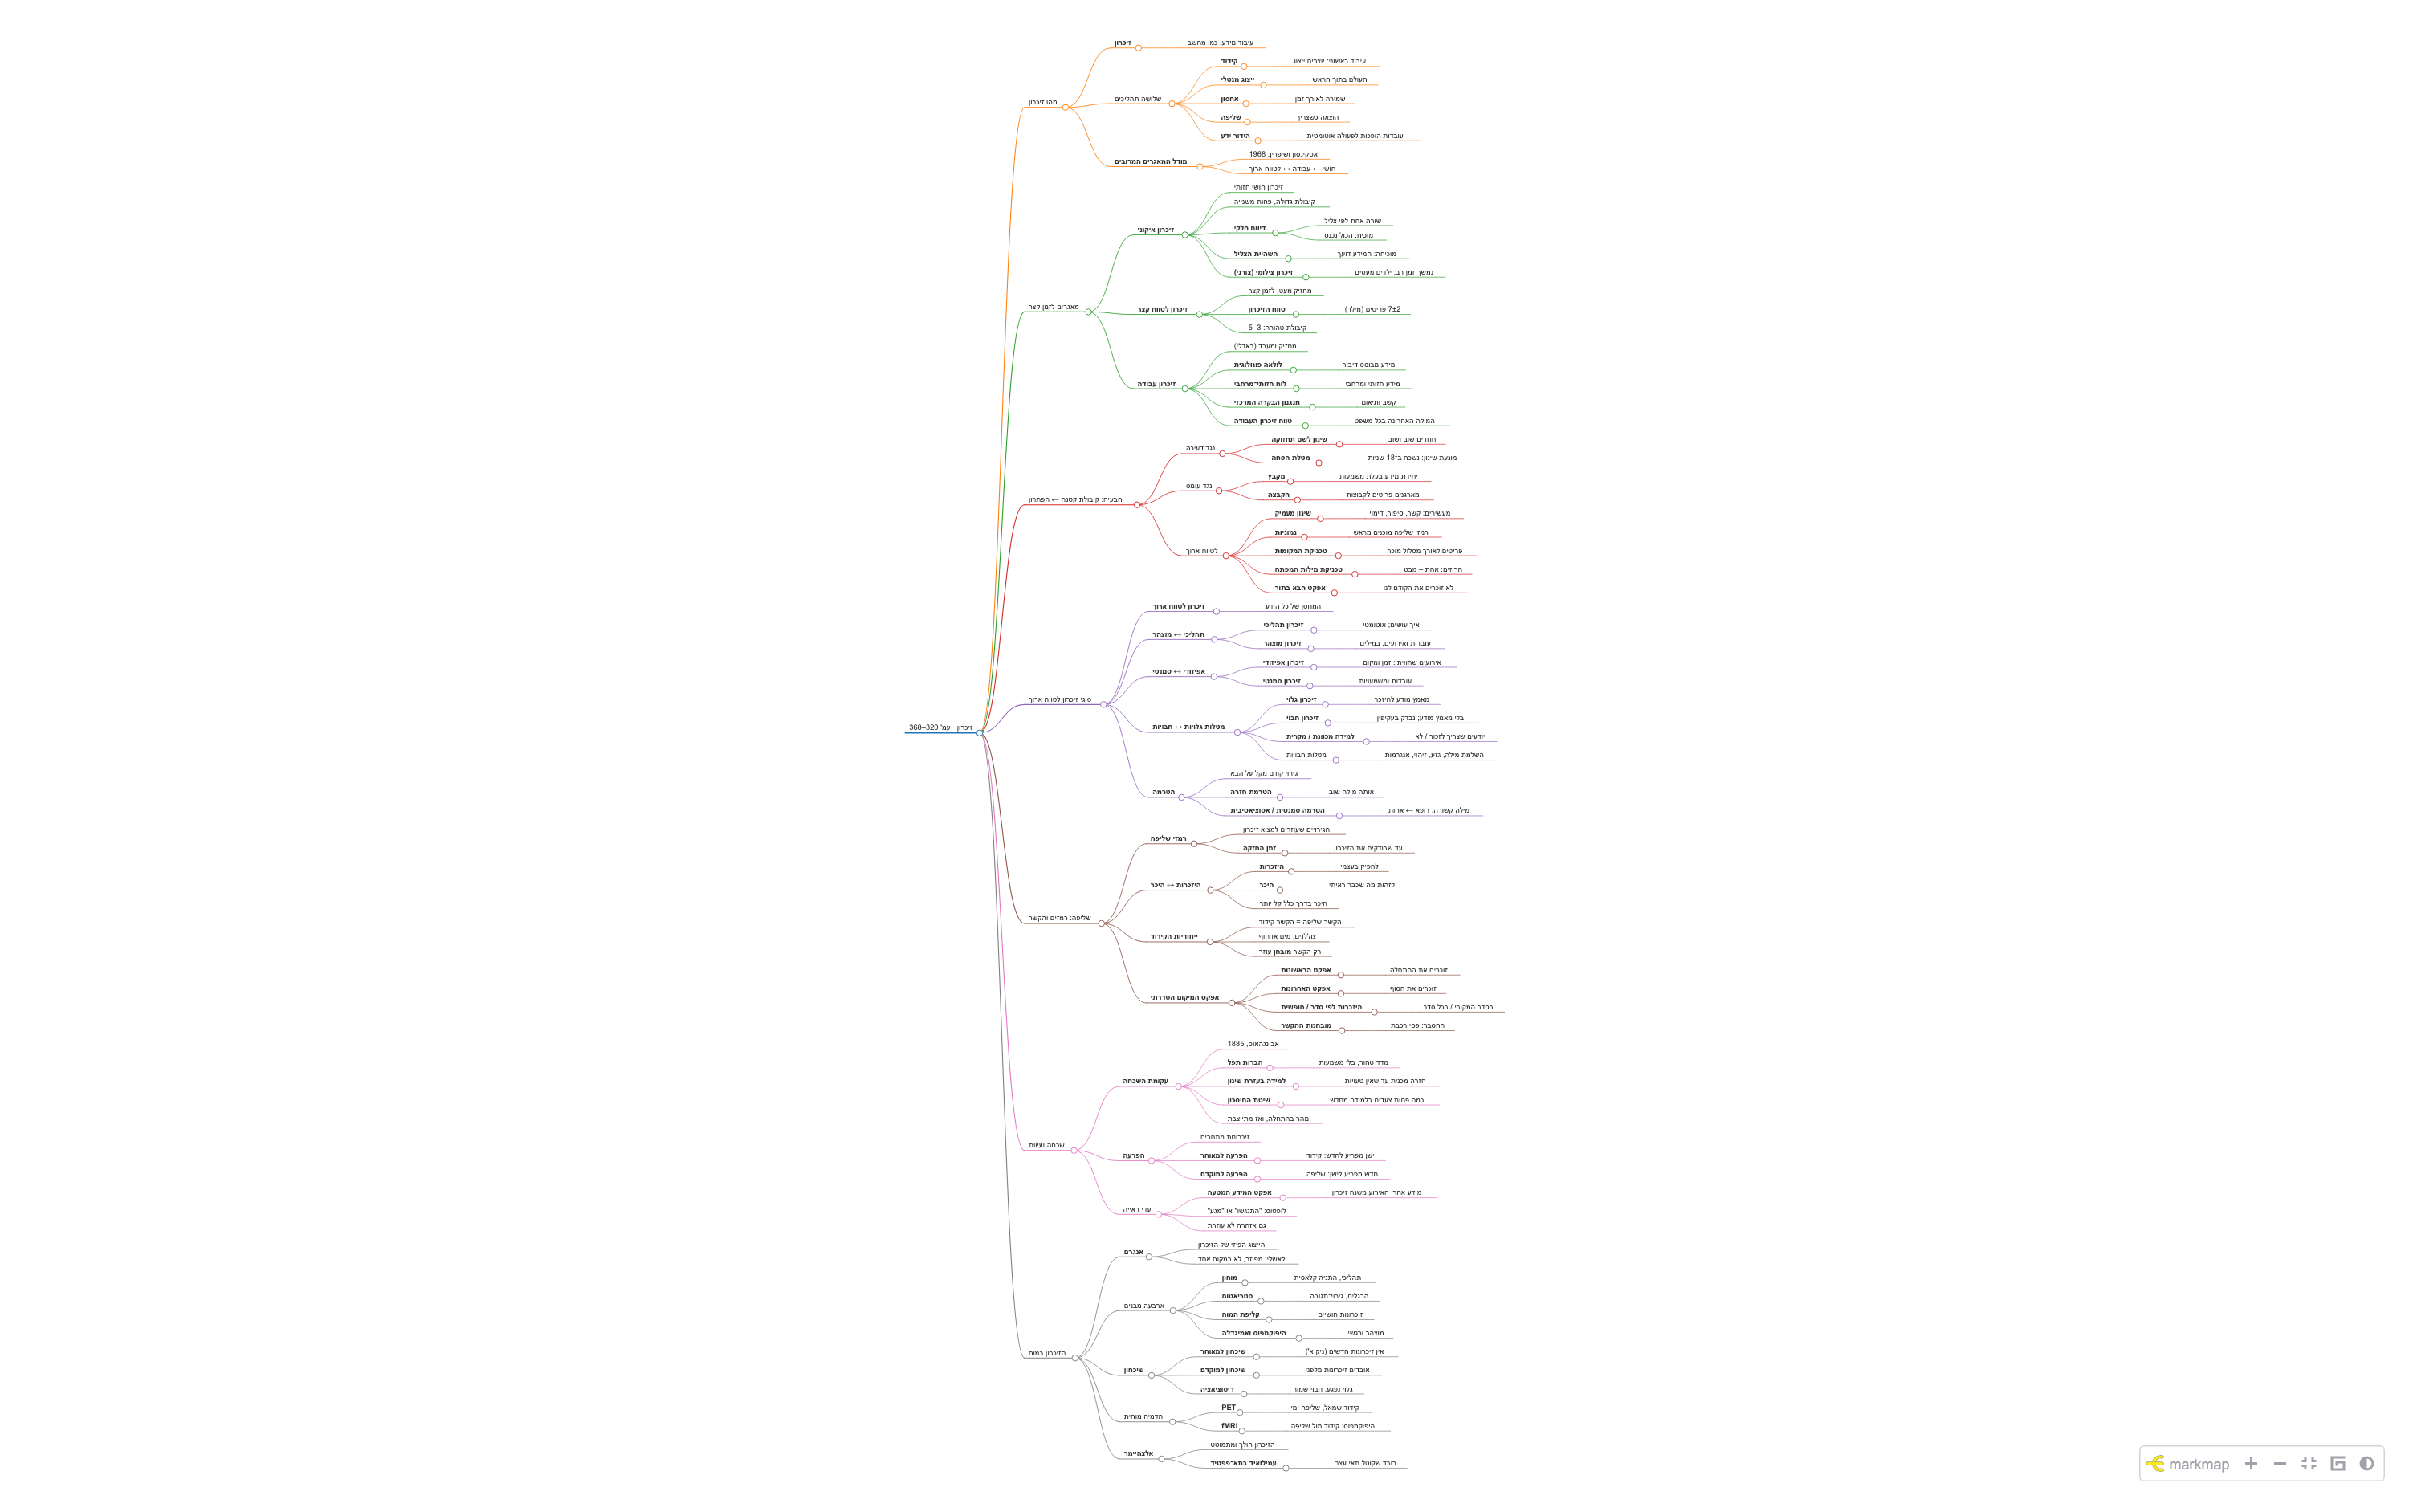 זיכרון · עמ' 320–368
מהו זיכרון
זיכרון
עיבוד מידע, כמו מחשב
שלושה תהליכים
קידוד
עיבוד ראשוני: יוצרים ייצוג
ייצוג מנטלי
העולם בתוך הראש
אחסון
שמירה לאורך זמן
שליפה
הוצאה כשצריך
הידור ידע
עובדות הופכות לפעולה אוטומטית
מודל המאגרים המרובים
אטקינסון ושיפרין, 1968
חושי ← עבודה ↔ לטווח ארוך
מאגרים לזמן קצר
זיכרון איקוני
זיכרון חושי חזותי
קיבולת גדולה, פחות משנייה
דיווח חלקי
שורה אחת לפי צליל
מוכיח: הכול נכנס
השהיית הצליל
מוכיחה: המידע דועך
זיכרון צילומי (צורני)
נמשך זמן רב; ילדים מעטים
זיכרון לטווח קצר
מחזיק מעט, לזמן קצר
טווח הזיכרון
7±2 פריטים (מילר)
קיבולת טהורה: 3–5
זיכרון עבודה
מחזיק ומעבד (באדלי)
לולאה פונולוגית
מידע מבוסס דיבור
לוח חזותי־מרחבי
מידע חזותי ומרחבי
מנגנון הבקרה המרכזי
קשב ותיאום
טווח זיכרון העבודה
המילה האחרונה בכל משפט
הבעיה: קיבולת קטנה ← הפתרון
נגד דעיכה
שינון לשם תחזוקה
חוזרים שוב ושוב
מטלת הסחה
מונעת שינון: נשכח ב־18 שניות
נגד עומס
מקבץ
יחידת מידע בעלת משמעות
הקבצה
מארגנים פריטים לקבוצות
לטווח ארוך
שינון מעמיק
מעשירים: קשר, סיפור, דימוי
נמוניות
רמזי שליפה מוכנים מראש
טכניקת המקומות
פריטים לאורך מסלול מוכר
טכניקת מילות המפתח
חרוזים: אחת – מבט
אפקט הבא בתור
לא זוכרים את הקודם לנו
סוגי זיכרון לטווח ארוך
זיכרון לטווח ארוך
המחסן של כל הידע
תהליכי ↔ מוצהר
זיכרון תהליכי
איך עושים; אוטומטי
זיכרון מוצהר
עובדות ואירועים, במילים
אפיזודי ↔ סמנטי
זיכרון אפיזודי
אירועים שחוויתי: זמן ומקום
זיכרון סמנטי
עובדות ומשמעויות
מטלות גלויות ↔ חבויות
זיכרון גלוי
מאמץ מודע להיזכר
זיכרון חבוי
בלי מאמץ מודע; נבדק בעקיפין
למידה מכוונת / מקרית
יודעים שצריך לזכור / לא
מטלות חבויות
השלמת מילה, גזע, זיהוי, אנגרמות
הטרמה
גירוי קודם מקל על הבא
הטרמת חזרה
אותה מילה שוב
הטרמה סמנטית / אסוציאטיבית
מילה קשורה: רופא ← אחות
שליפה: רמזים והקשר
רמזי שליפה
הגירויים שעוזרים למצוא זיכרון
זמן החזקה
עד שבודקים את הזיכרון
היזכרות ↔ היכר
היזכרות
להפיק בעצמי
היכר
לזהות מה שכבר ראיתי
היכר בדרך כלל קל יותר
ייחודיות הקידוד
הקשר שליפה = הקשר קידוד
צוללנים: מים או חוף
רק הקשר מובחן עוזר
אפקט המיקום הסדרתי
אפקט הראשונות
זוכרים את ההתחלה
אפקט האחרונות
זוכרים את הסוף
היזכרות לפי סדר / חופשית
בסדר המקורי / בכל סדר
מובחנות ההקשר
ההסבר: פסי רכבת
שכחה ועיוות
עקומת השכחה
אבינגהאוס, 1885
הברות תפל
מדד טהור, בלי משמעות
למידה בעזרת שינון
חזרה מכנית עד שאין טעויות
שיטת החיסכון
כמה פחות צעדים בלמידה מחדש
מהר בהתחלה, ואז מתייצבת
הפרעה
זיכרונות מתחרים
הפרעה למאוחר
ישן מפריע לחדש: קידוד
הפרעה למוקדם
חדש מפריע לישן: שליפה
עדי ראייה
אפקט המידע המטעה
מידע אחרי האירוע משנה זיכרון
לופטוס: "התנגשו" או "מגע"
גם אזהרה לא עוזרת
הזיכרון במוח
אנגרם
הייצוג הפיזי של הזיכרון
לאשלי: מפוזר, לא במקום אחד
ארבעה מבנים
מוחון
תהליכי, התניה קלאסית
סטריאטום
הרגלים, גירוי־תגובה
קליפת המוח
זיכרונות חושיים
היפוקמפוס ואמיגדלה
מוצהר ורגשי
שיכחון
שיכחון למאוחר
אין זיכרונות חדשים (ניק א')
שיכחון למוקדם
אובדים זיכרונות מלפני
דיסוציאציה
גלוי נפגע, חבוי שמור
הדמיה מוחית
PET
קידוד שמאל, שליפה ימין
fMRI
היפוקמפוס: קידוד מול שליפה
אלצהיימר
הזיכרון הולך ומתמוטט
עמילואיד בתא־פפטיד
רובד שקוטל תאי עצב
markmap